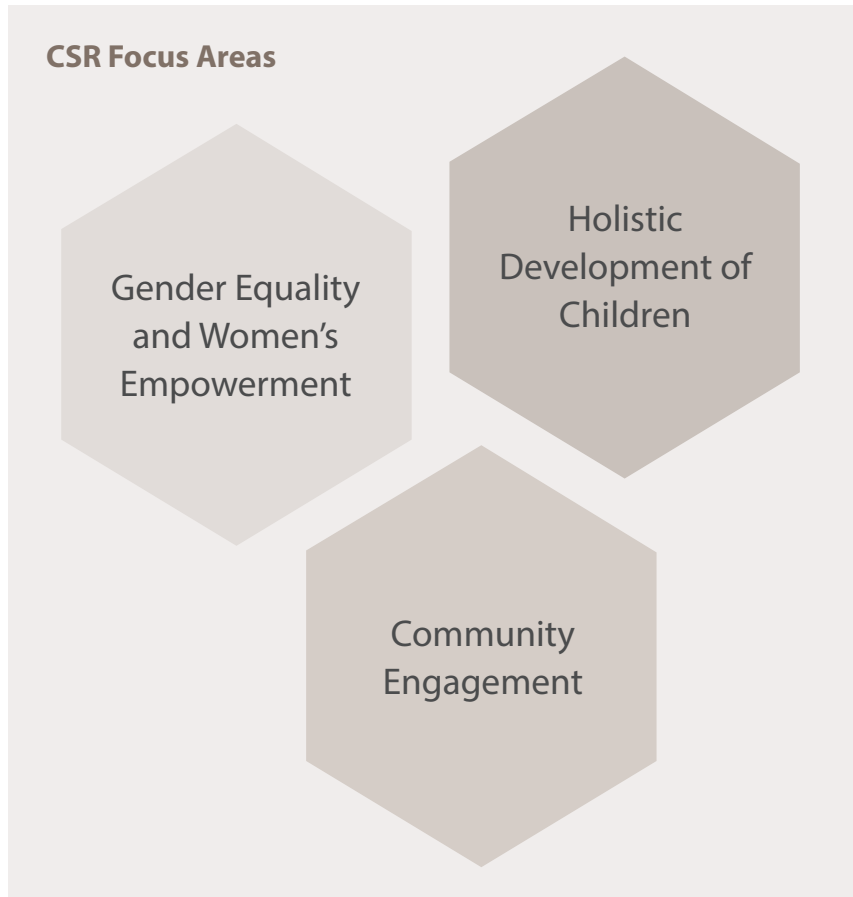 CSR Focus Areas
Gender Equality
and Women’s
Empowerment
Holistic
Development of
Children
Community
Engagement